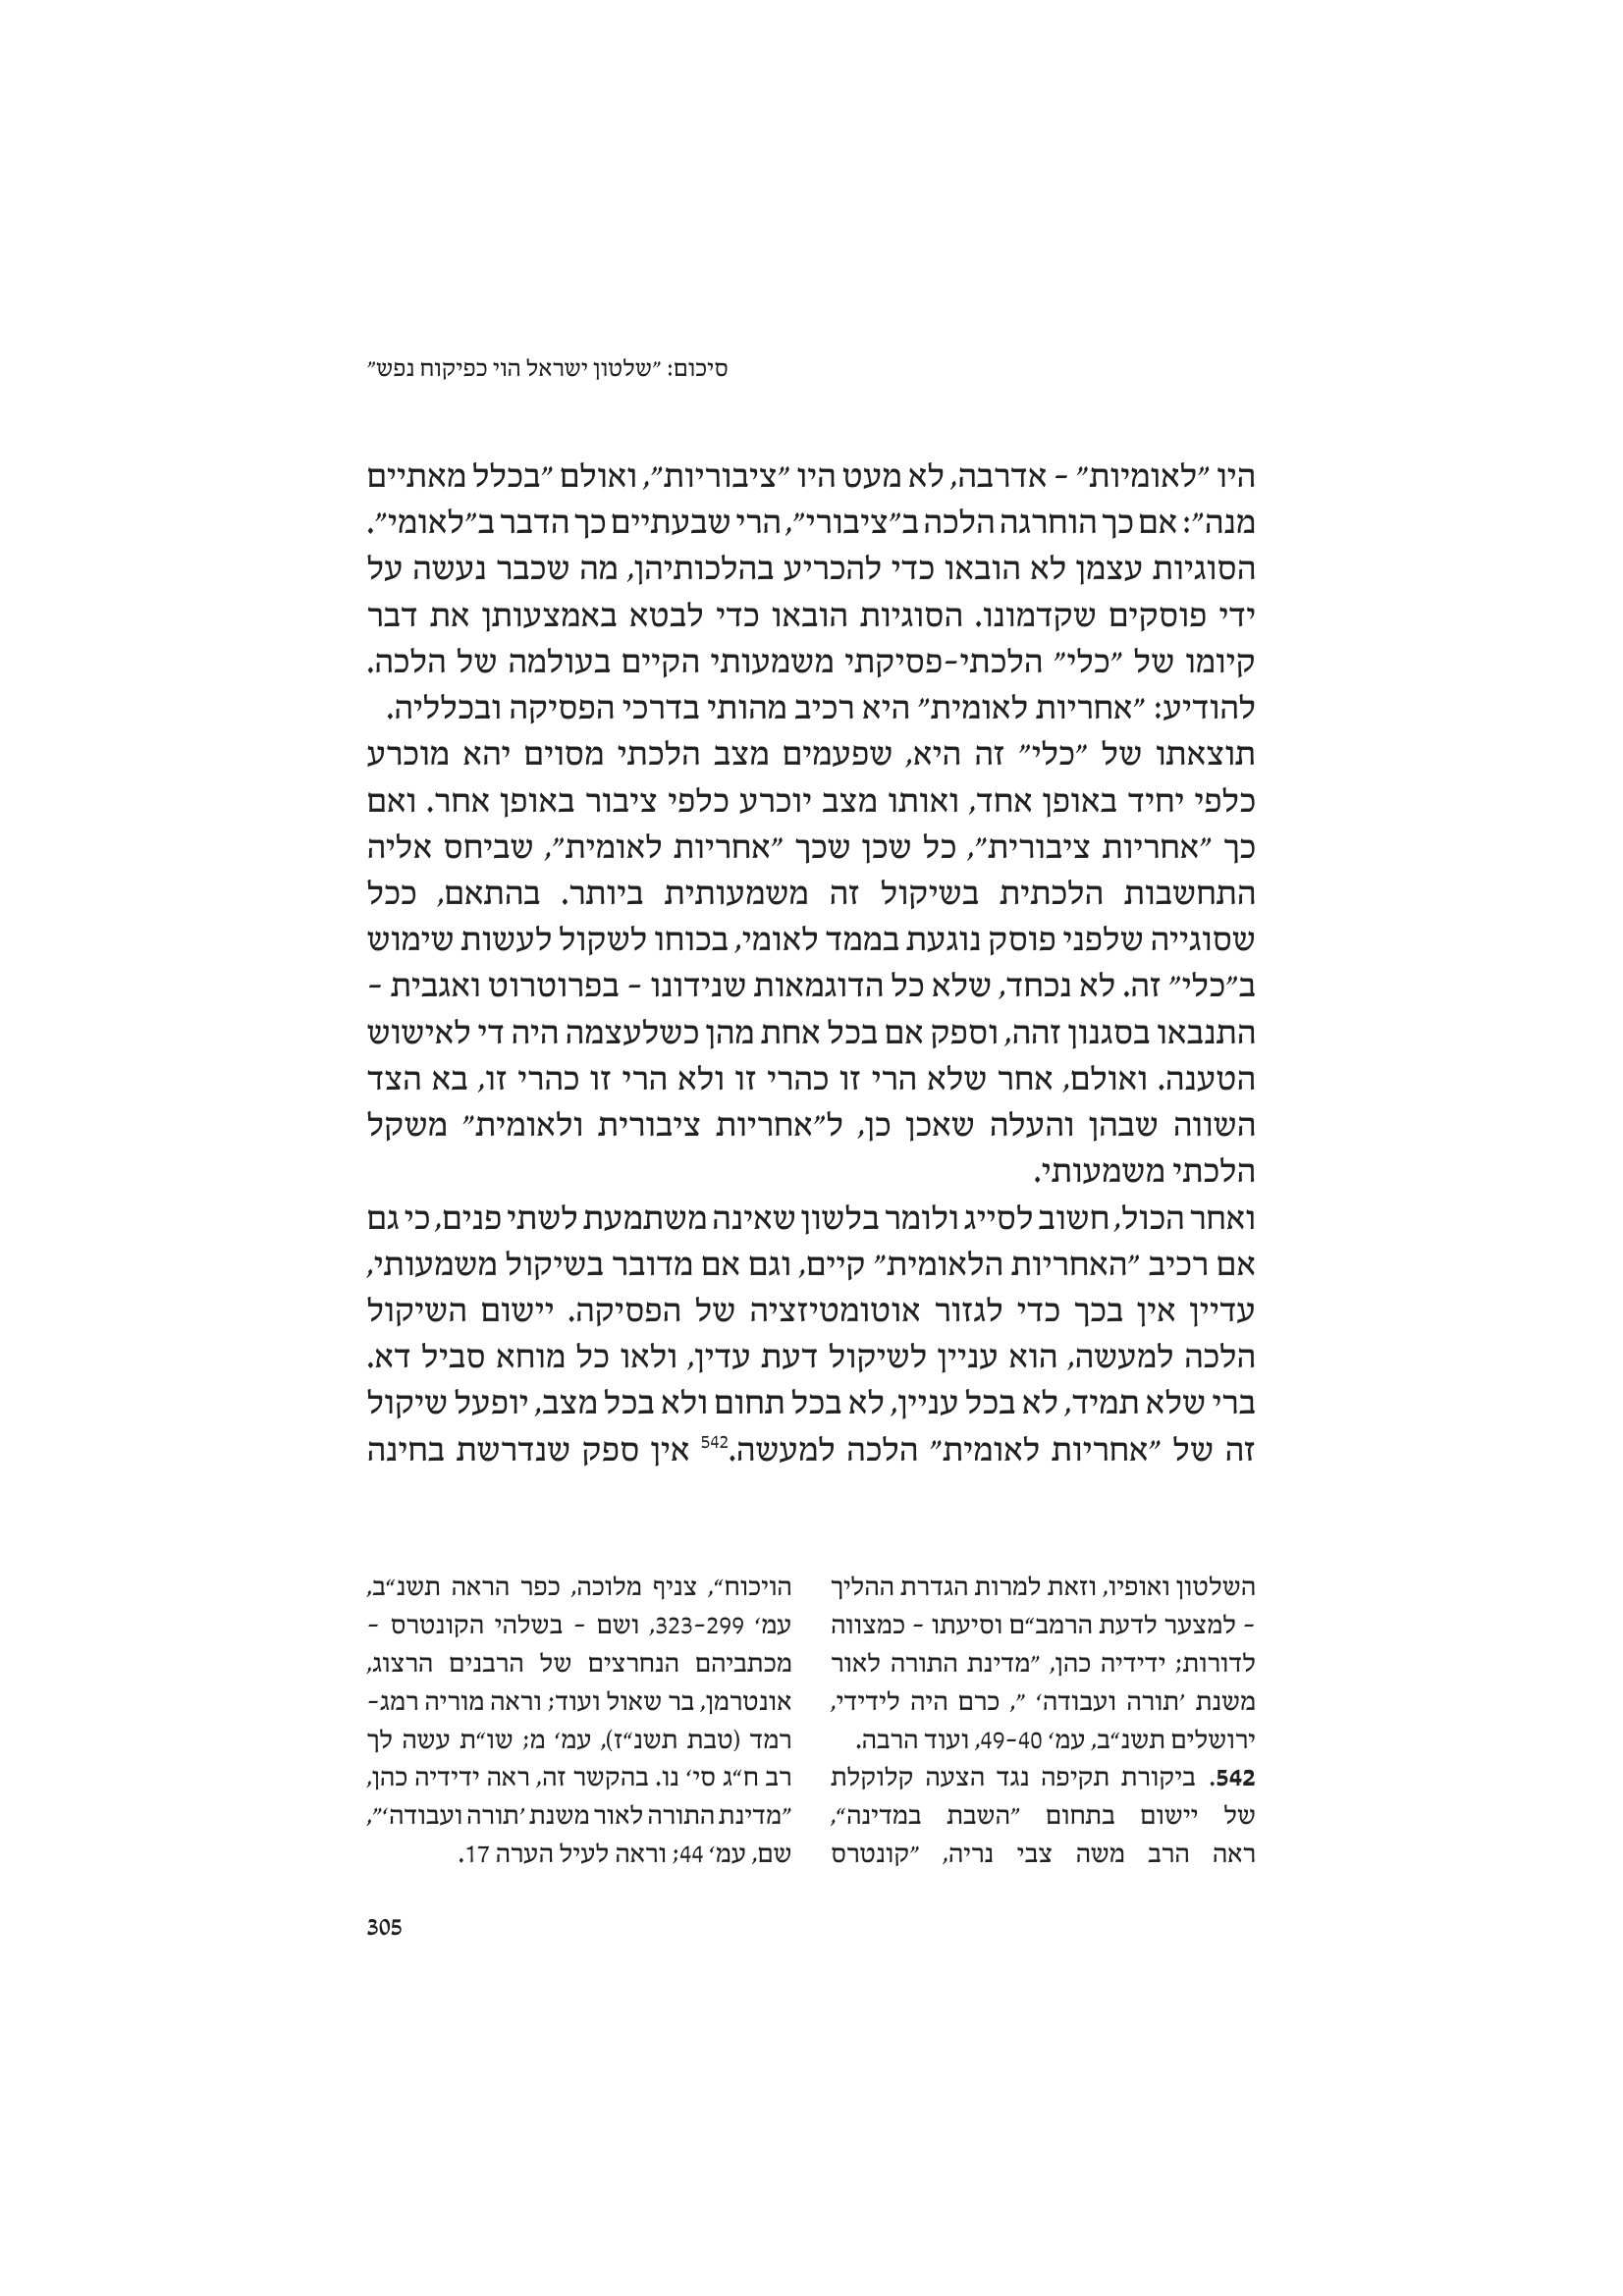 סיכום: ״שלטון ישראל הוי כפיקוח נפש״
היו ״לאומיות״ – אדרבה, לא מעט היו ״ציבוריות״, ואולם ״בכלל מאתיים
מנה״: אם כך הוחרגה הלכה ב״ציבורי״, הרי שבעתיים כך הדבר ב״לאומי״.
הסוגיות עצמן לא הובאו כדי להכריע בהלכותיהן, מה שכבר נעשה על
ידי פוסקים שקדמונו. הסוגיות הובאו כדי לבטא באמצעותן את דבר
קיומו של ״כלי״ הלכתי–פסיקתי משמעותי הקיים בעולמה של הלכה.
להודיע: ״אחריות לאומית״ היא רכיב מהותי בדרכי הפסיקה ובכלליה.
תוצאתו של ״כלי״ זה היא, שפעמים מצב הלכתי מסוים יהא מוכרע
כלפי יחיד באופן אחד, ואותו מצב יוכרע כלפי ציבור באופן אחר. ואם
כך ״אחריות ציבורית״, כל שכן שכך ״אחריות לאומית״, שביחס אליה
התחשבות הלכתית בשיקול זה משמעותית ביותר. בהתאם, ככל
שסוגייה שלפני פוסק נוגעת בממד לאומי, בכוחו לשקול לעשות שימוש
ב״כלי״ זה. לא נכחד, שלא כל הדוגמאות שנידונו – בפרוטרוט ואגבית –
התנבאו בסגנון זהה, וספק אם בכל אחת מהן כשלעצמה היה די לאישוש
הטענה. ואולם, אחר שלא הרי זו כהרי זו ולא הרי זו כהרי זו, בא הצד
השווה שבהן והעלה שאכן כן, ל״אחריות ציבורית ולאומית״ משקל
הלכתי משמעותי.
ואחר הכול, חשוב לסייג ולומר בלשון שאינה משתמעת לשתי פנים, כי גם
אם רכיב ״האחריות הלאומית״ קיים, וגם אם מדובר בשיקול משמעותי,
עדיין אין בכך כדי לגזור אוטומטיזציה של הפסיקה. יישום השיקול
הלכה למעשה, הוא עניין לשיקול דעת עדין, ולאו כל מוחא סביל דא.
ברי שלא תמיד, לא בכל עניין, לא בכל תחום ולא בכל מצב, יופעל שיקול
זה של ״אחריות לאומית״ הלכה למעשה.542 אין ספק שנדרשת בחינה
השלטון ואופיו, וזאת למרות הגדרת ההליך
– למצער לדעת הרמב“ם וסיעתו – כמצווה
לדורות; ידידיה כהן, ״מדינת התורה לאור
משנת ’תורה ועבודה‘ ״, כרם היה לידידי,
ירושלים תשנ“ב, עמ‘ 40–49, ועוד הרבה.
542. ביקורת תקיפה נגד הצעה קלוקלת
של יישום בתחום ״השבת במדינה“,
ראה הרב משה צבי נריה, ״קונטרס
הויכוח“, צניף מלוכה, כפר הראה תשנ“ב,
עמ‘ 299–323, ושם – בשלהי הקונטרס –
מכתביהם הנחרצים של הרבנים הרצוג,
אונטרמן, בר שאול ועוד; וראה מוריה רמג–
רמד (טבת תשנ“ז), עמ‘ מ; שו“ת עשה לך
רב ח“ג סי‘ נו. בהקשר זה, ראה ידידיה כהן,
״מדינת התורה לאור משנת ’תורה ועבודה‘״,
שם, עמ‘ 44; וראה לעיל הערה 17.
305